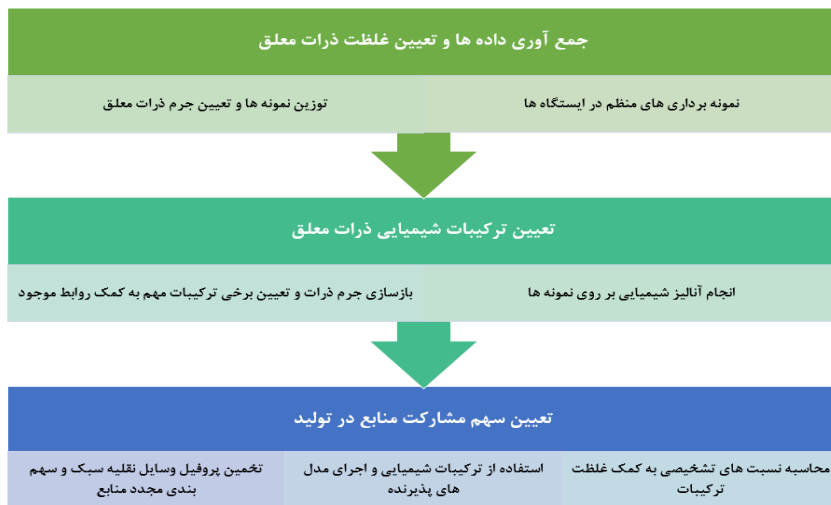 جمع آوری داده ها و تعیین غلظت ذرات معلق
نمونه برداری های منظم در ایستگاه ها
توزین نمونه ها و تعیین جرم ذرات معلق
تعیین ترکیبات شیمیایی ذرات معلق
انجام آنالیز شیمیایی بر روی نمونه ها
بازسازی جرم ذرات و تعیین برخی ترکیبات مهم به کمک روابط موجود
تعیین سهم مشارکت منابع در تولید
محاسبه نسبت های تشخیصی به کمک غلظت
ترکیبات
استفاده از ترکیبات شیمیایی و اجرای مدل
های پذیرنده
تخمین پروفیل وسایل نقلیه سبک و سهم
بندی مجدد منابع